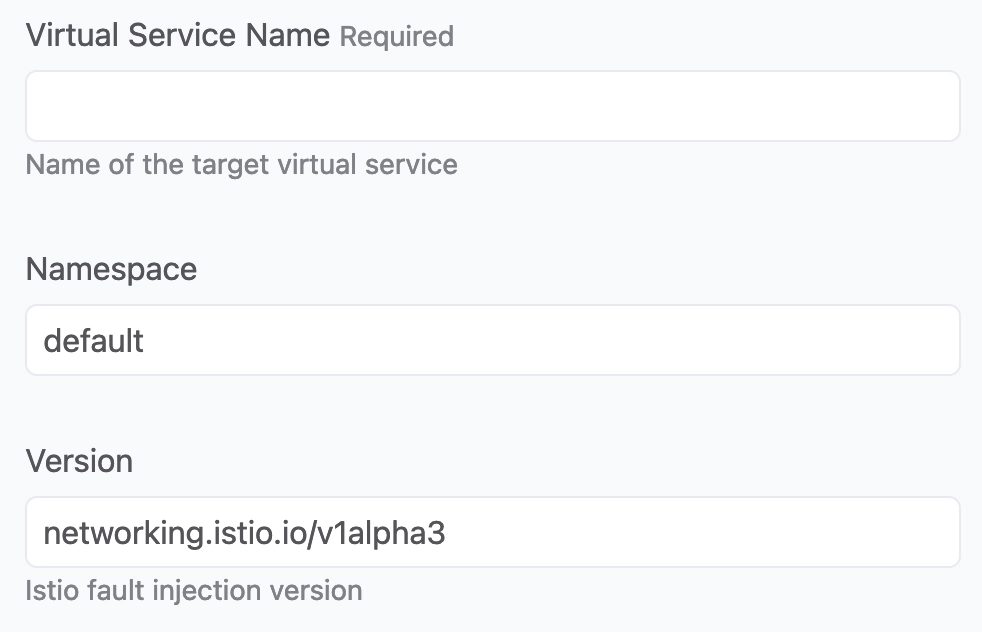 Virtual Service Name Required
Name of the target virtual service
Namespace
default
Version
networking.istio.io/v1alpha3
Istio fault injection version